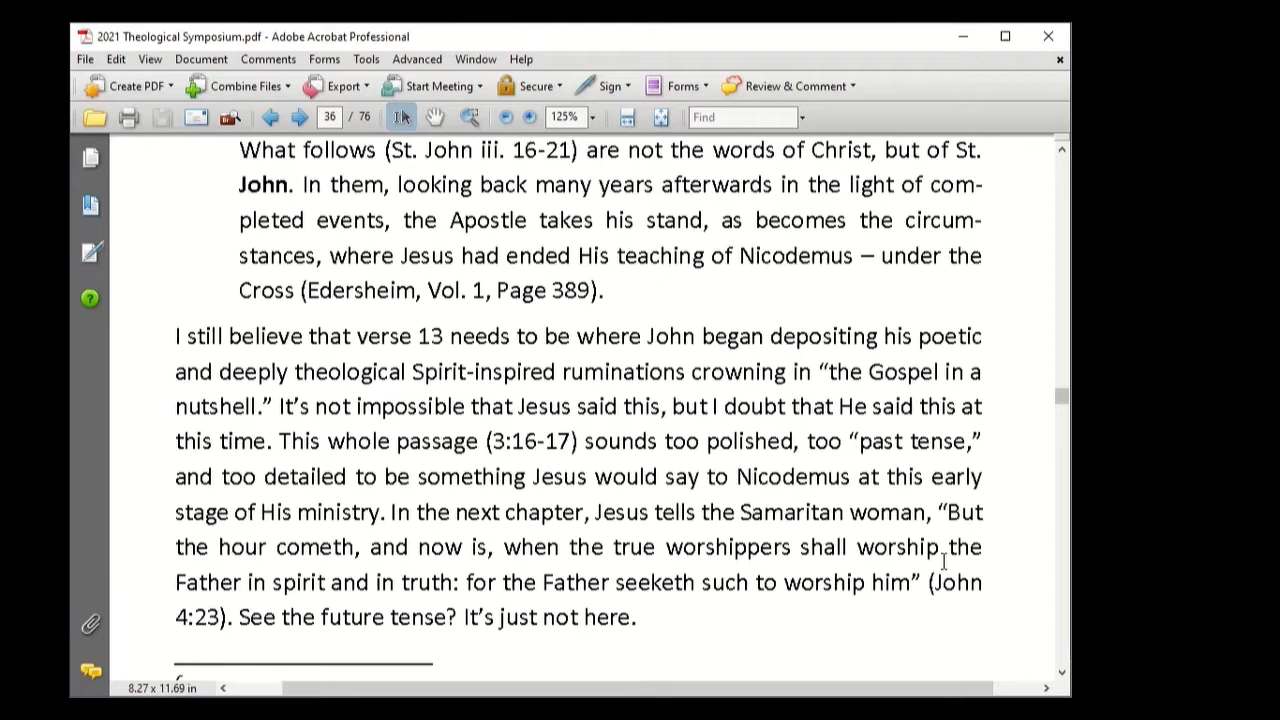 2021 Theological Symposium.pdf - Adobe Acrobat Professional
File Edit View Document Comments Forms Tools Advanced Window Help
Create PDF Combine Files Export Start Meeting Secure Sign Forms Review & Comment
36 / 76 125% Find
What follows (St. John iii. 16-21) are not the words of Christ, but of St.
John. In them, looking back many years afterwards in the light of com-
pleted events, the Apostle takes his stand, as becomes the circum-
stances, where Jesus had ended His teaching of Nicodemus – under the
Cross (Edersheim, Vol. 1, Page 389).
I still believe that verse 13 needs to be where John began depositing his poetic
and deeply theological Spirit-inspired ruminations crowning in “the Gospel in a
nutshell.” It’s not impossible that Jesus said this, but I doubt that He said this at
this time. This whole passage (3:16-17) sounds too polished, too “past tense,”
and too detailed to be something Jesus would say to Nicodemus at this early
stage of His ministry. In the next chapter, Jesus tells the Samaritan woman, “But
the hour cometh, and now is, when the true worshippers shall worship the
Father in spirit and in truth: for the Father seeketh such to worship him” (John
4:23). See the future tense? It’s just not here.
8.27 x 11.69 in